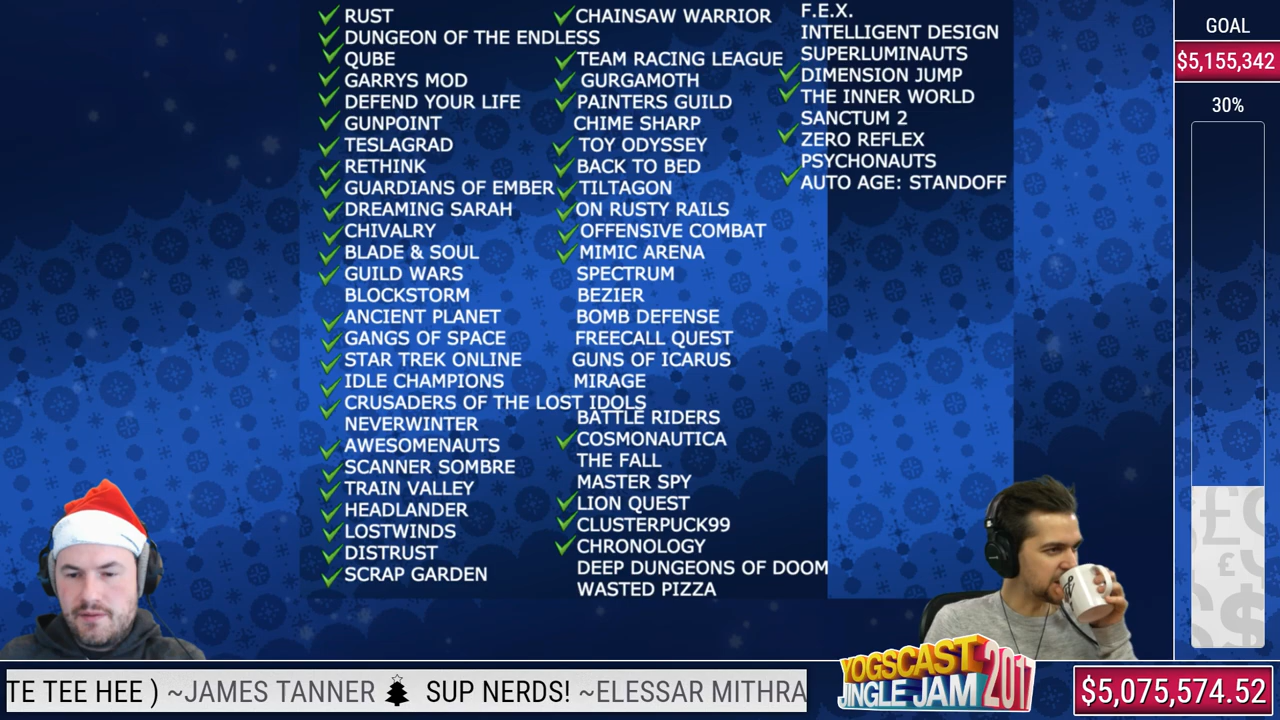 RUST
DUNGEON OF THE ENDLESS
QUBE
GARRYS MOD
DEFEND YOUR LIFE
GUNPOINT
TESLAGRAD
RETHINK
GUARDIANS OF EMBER
DREAMING SARAH
CHIVALRY
BLADE & SOUL
GUILD WARS
BLOCKSTORM
ANCIENT PLANET
GANGS OF SPACE
STAR TREK ONLINE
IDLE CHAMPIONS
CRUSADERS OF THE LOST IDOLS
NEVERWINTER
AWESOMENAUTS
SCANNER SOMBRE
TRAIN VALLEY
HEADLANDER
LOSTWINDS
DISTRUST
SCRAP GARDEN
CHAINSAW WARRIOR
TEAM RACING LEAGUE
GURGAMOTH
PAINTERS GUILD
CHIME SHARP
TOY ODYSSEY
BACK TO BED
TILTAGON
ON RUSTY RAILS
OFFENSIVE COMBAT
MIMIC ARENA
SPECTRUM
BEZIER
BOMB DEFENSE
FREECALL QUEST
GUNS OF ICARUS
MIRAGE
BATTLE RIDERS
COSMONAUTICA
THE FALL
MASTER SPY
LION QUEST
CLUSTERPUCK99
CHRONOLOGY
DEEP DUNGEONS OF DOOM
WASTED PIZZA
F.E.X.
INTELLIGENT DESIGN
SUPERLUMINAUTS
DIMENSION JUMP
THE INNER WORLD
SANCTUM 2
ZERO REFLEX
PSYCHONAUTS
AUTO AGE: STANDOFF
GOAL
$5,155,342
30%
TE TEE HEE ) ~JAMES TANNER SUP NERDS! ~ELESSAR MITHRA
YOGSCAST
JINGLE JAM 2017
$5,075,574.52